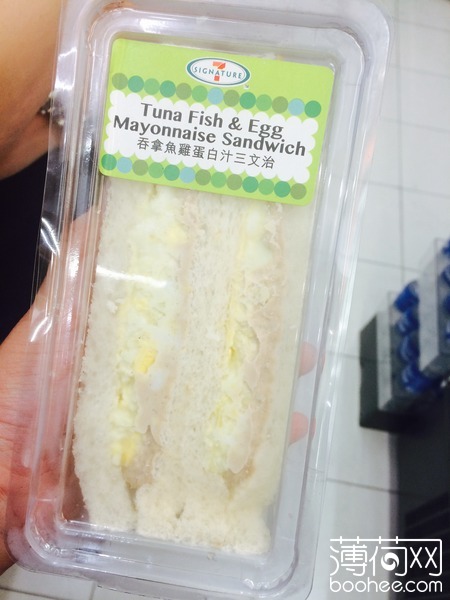 7
SIGNATURE
Tuna Fish & Egg
Mayonnaise Sandwich
吞拿魚雞蛋白汁三文治
薄荷网
boohee.com